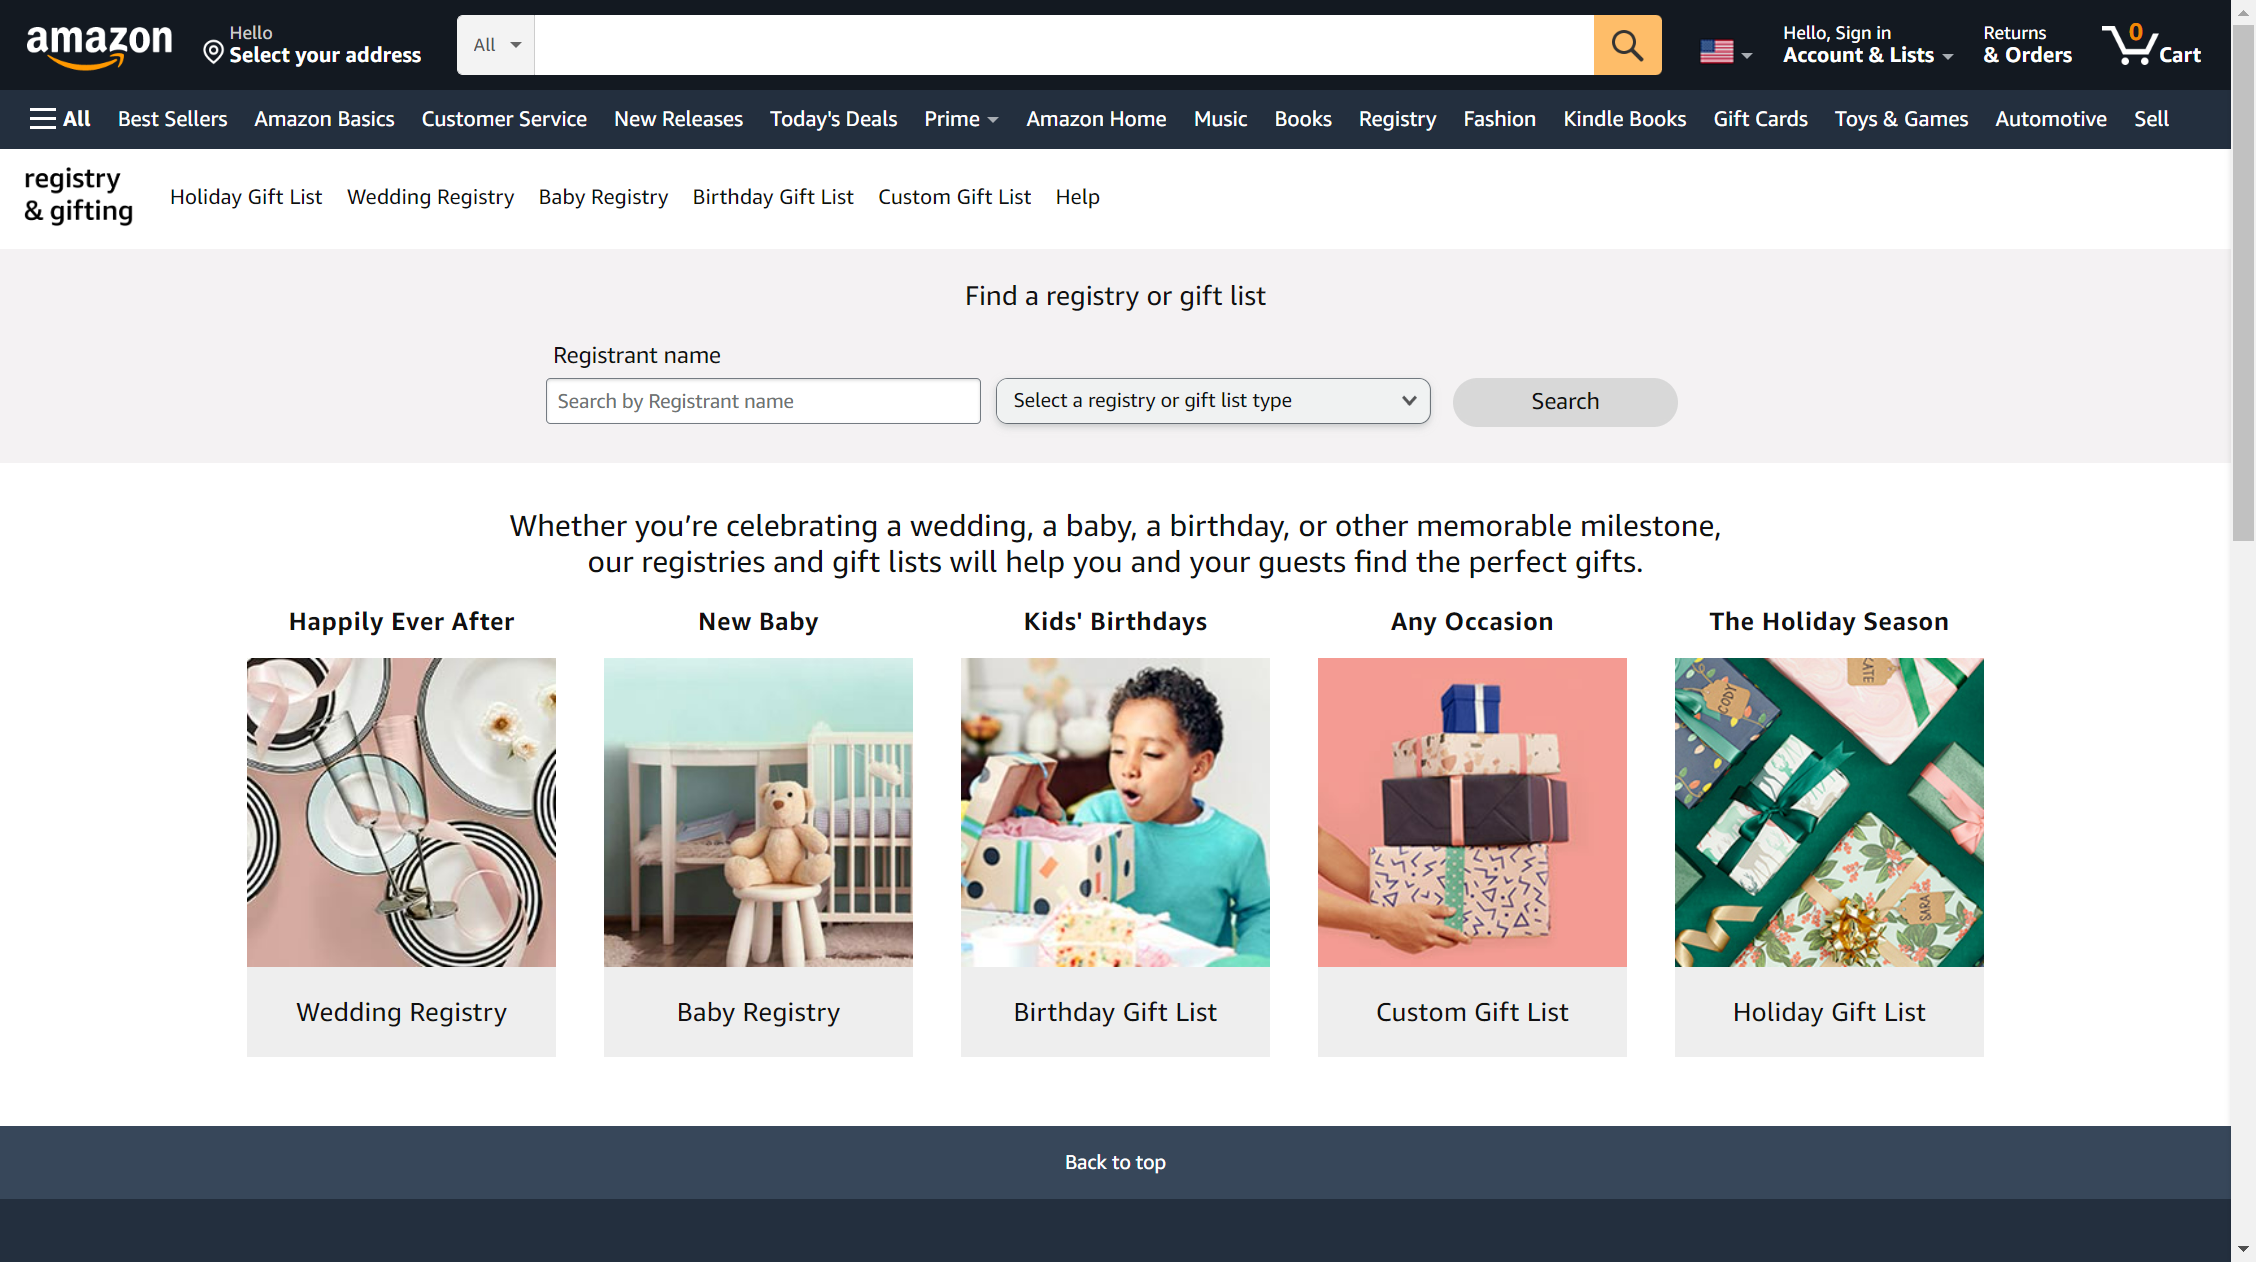 amazon
Hello
Select your address
All
Hello, Sign in
Account & Lists
Returns
& Orders
0
Cart
All
Best Sellers
Amazon Basics
Customer Service
New Releases
Today's Deals
Prime
Amazon Home
Music
Books
Registry
Fashion
Kindle Books
Gift Cards
Toys & Games
Automotive
Sell
registry
& gifting
Holiday Gift List
Wedding Registry
Baby Registry
Birthday Gift List
Custom Gift List
Help
Find a registry or gift list
Registrant name
Search by Registrant name
Select a registry or gift list type
Search
Whether you’re celebrating a wedding, a baby, a birthday, or other memorable milestone,
our registries and gift lists will help you and your guests find the perfect gifts.
Happily Ever After
New Baby
Kids' Birthdays
Any Occasion
The Holiday Season
CODY
CATE
SARA
Wedding Registry
Baby Registry
Birthday Gift List
Custom Gift List
Holiday Gift List
Back to top